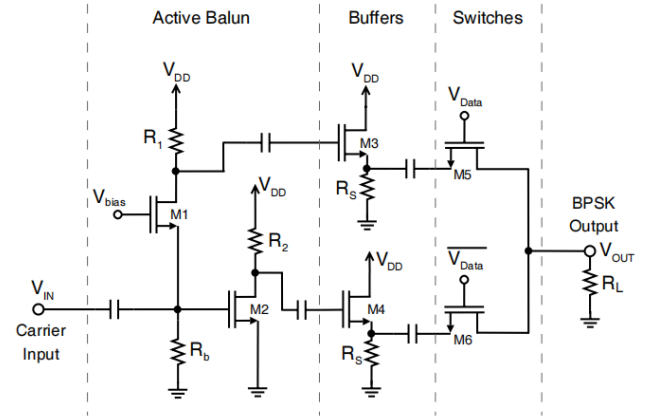 Active Balun
Buffers
Switches
VDD
VDD
VData
R1
M3
M5
Vbias
M1
VDD
RS
BPSK
Output
R2
VDD
VData
VOUT
VIN
M2
M4
RL
Carrier
Input
Rb
RS
M6